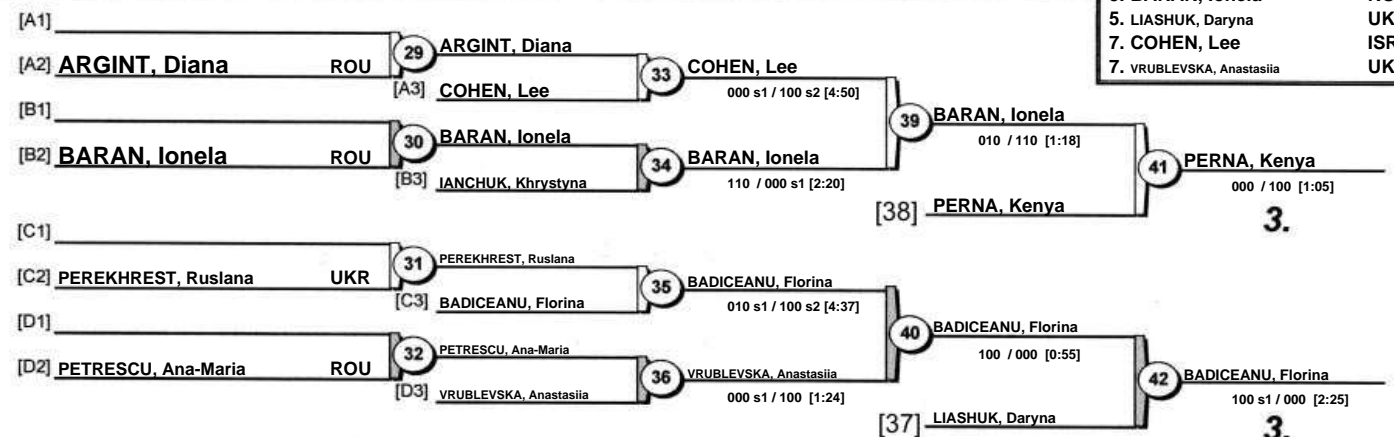 5. LIASHUK, Daryna UK
7. COHEN, Lee ISR
7. VRUBLEVSKA, Anastasiia UK
[A1]
[A2] ARGINT, Diana ROU
29
[A3]
ARGINT, Diana
COHEN, Lee
33
COHEN, Lee
000 s1 / 100 s2 [4:50]
[B1]
[B2] BARAN, Ionela ROU
30
[B3]
BARAN, Ionela
IANCHUK, Khrystyna
34
BARAN, Ionela
110 / 000 s1 [2:20]
39
BARAN, Ionela
010 / 110 [1:18]
[38] PERNA, Kenya
41
PERNA, Kenya
000 / 100 [1:05]
3.
[C1]
[C2] PEREKHREST, Ruslana UKR
31
[C3]
PEREKHREST, Ruslana
BADICEANU, Florina
35
BADICEANU, Florina
010 s1 / 100 s2 [4:37]
[D1]
[D2] PETRESCU, Ana-Maria ROU
32
[D3]
PETRESCU, Ana-Maria
VRUBLEVSKA, Anastasiia
36
VRUBLEVSKA, Anastasiia
000 s1 / 100 [1:24]
40
BADICEANU, Florina
100 / 000 [0:55]
[37] LIASHUK, Daryna
42
BADICEANU, Florina
100 s1 / 000 [2:25]
3.